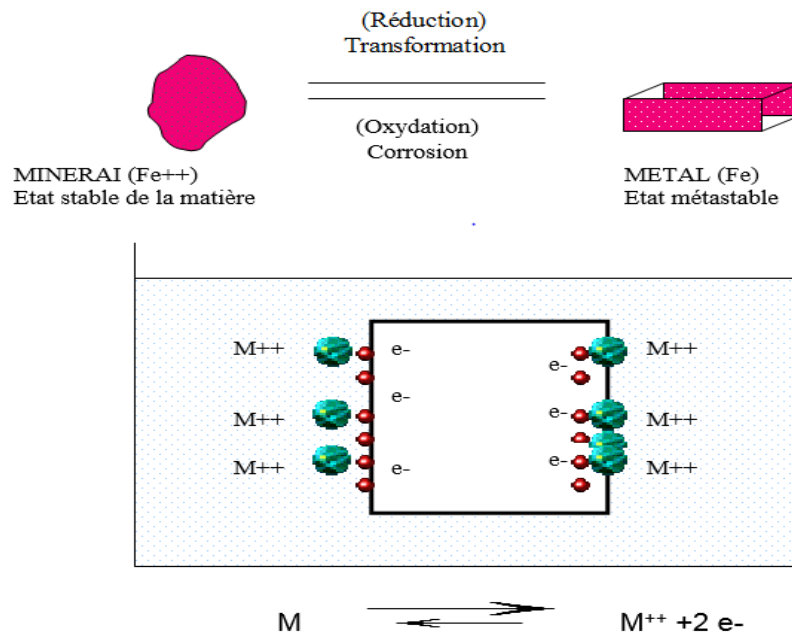 (Réduction)
Transformation
(Oxydation)
Corrosion
MINERAI (Fe++)
Etat stable de la matière
METAL (Fe)
Etat métastable
M++
e-
e-
M++
e-
M++
e-
M++
M++
e-
e-
M++
M
M++ +2 e-